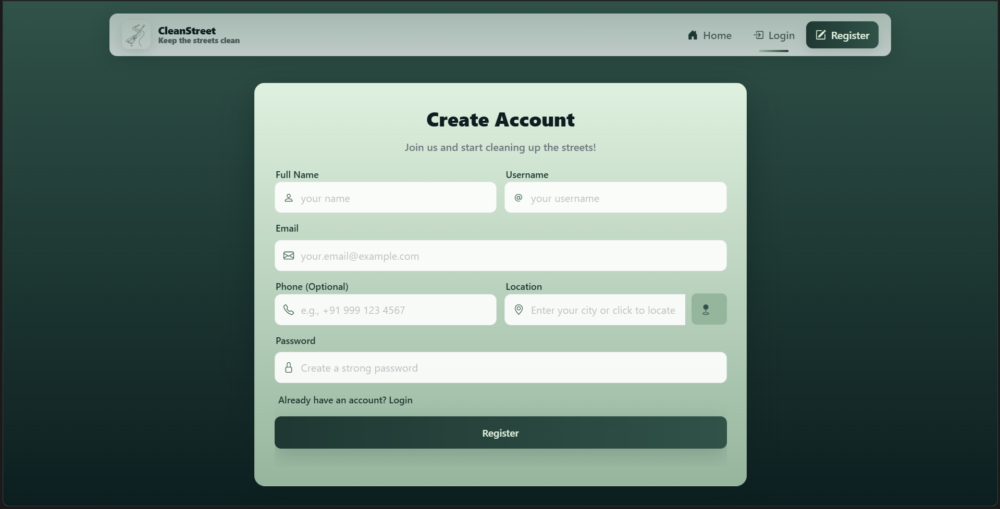 CleanStreet
Keep the streets clean
Home
Login
Register
Create Account
Join us and start cleaning up the streets!
Full Name
Username
your name
@ your username
Email
your.email@example.com
Phone (Optional)
Location
e.g., +91 999 123 4567
Enter your city or click to locate
Password
Create a strong password
Already have an account? Login
Register